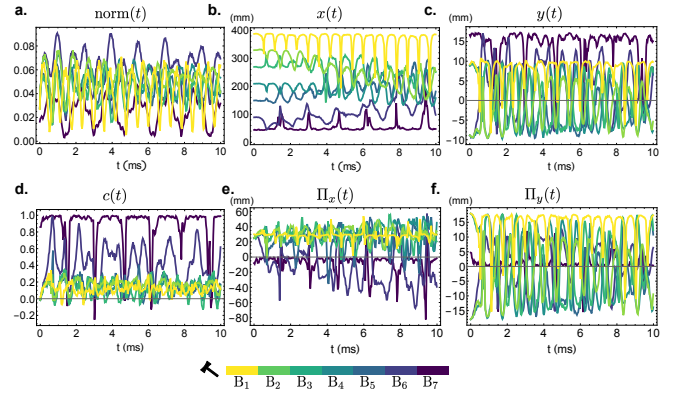 a. norm(t)
0.08
0.06
0.04
0.02
0.00
0 2 4 6 8 10
t (ms)
b. x(t)
(mm)
400
300
200
100
0
0 2 4 6 8 10
t (ms)
c. y(t)
(mm)
15
10
5
0
-5
-10
0 2 4 6 8 10
t (ms)
d. c(t)
1.0
0.8
0.6
0.4
0.2
0.0
-0.2
0 2 4 6 8 10
t (ms)
e. Πx(t)
(mm)
60
40
20
0
-20
-40
-60
-80
0 2 4 6 8 10
t (ms)
f. Πy(t)
(mm)
15
10
5
0
-5
-10
-15
0 2 4 6 8 10
t (ms)
B1 B2 B3 B4 B5 B6 B7